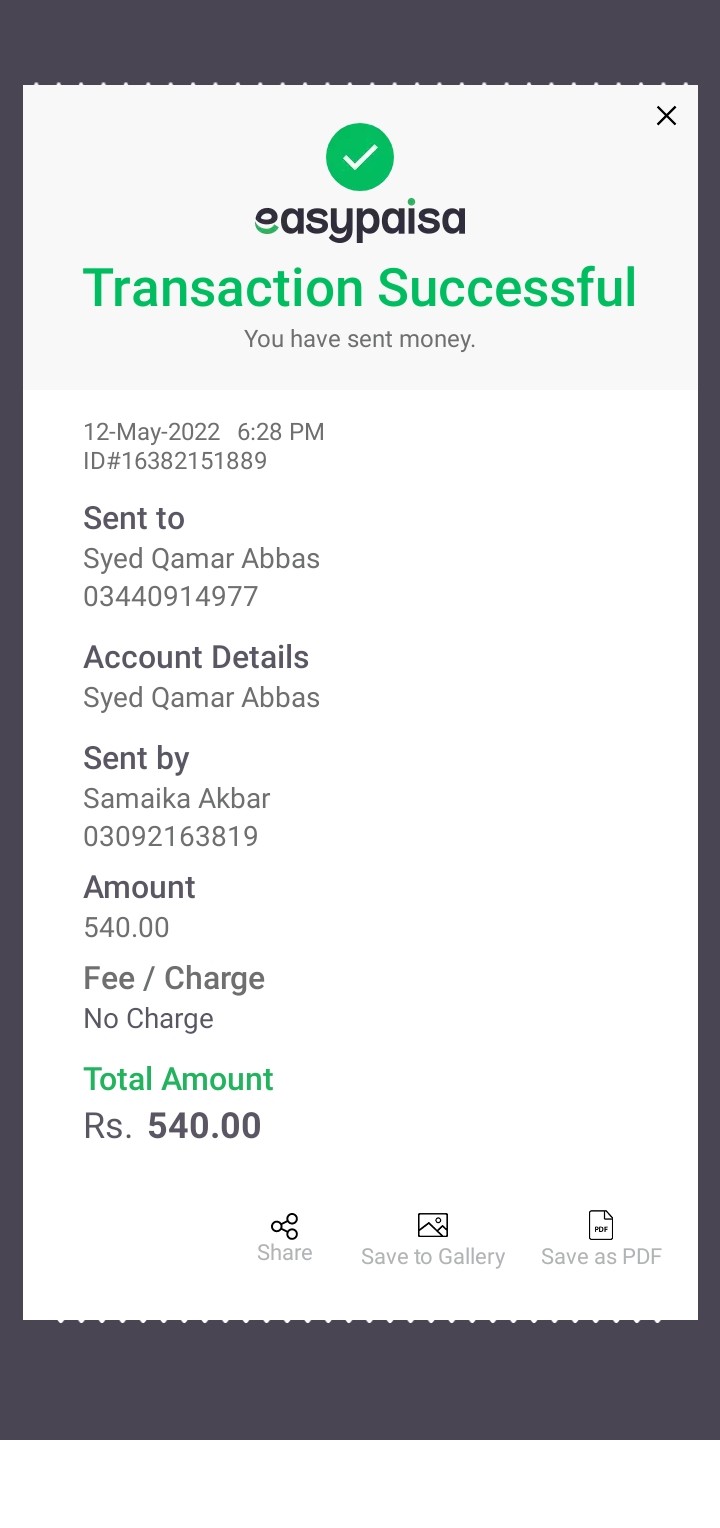 easypaisa
Transaction Successful
You have sent money.
12-May-2022 6:28 PM
ID#16382151889
Sent to
Syed Qamar Abbas
03440914977
Account Details
Syed Qamar Abbas
Sent by
Samaika Akbar
03092163819
Amount
540.00
Fee / Charge
No Charge
Total Amount
Rs. 540.00
PDF
Share Save to Gallery Save as PDF